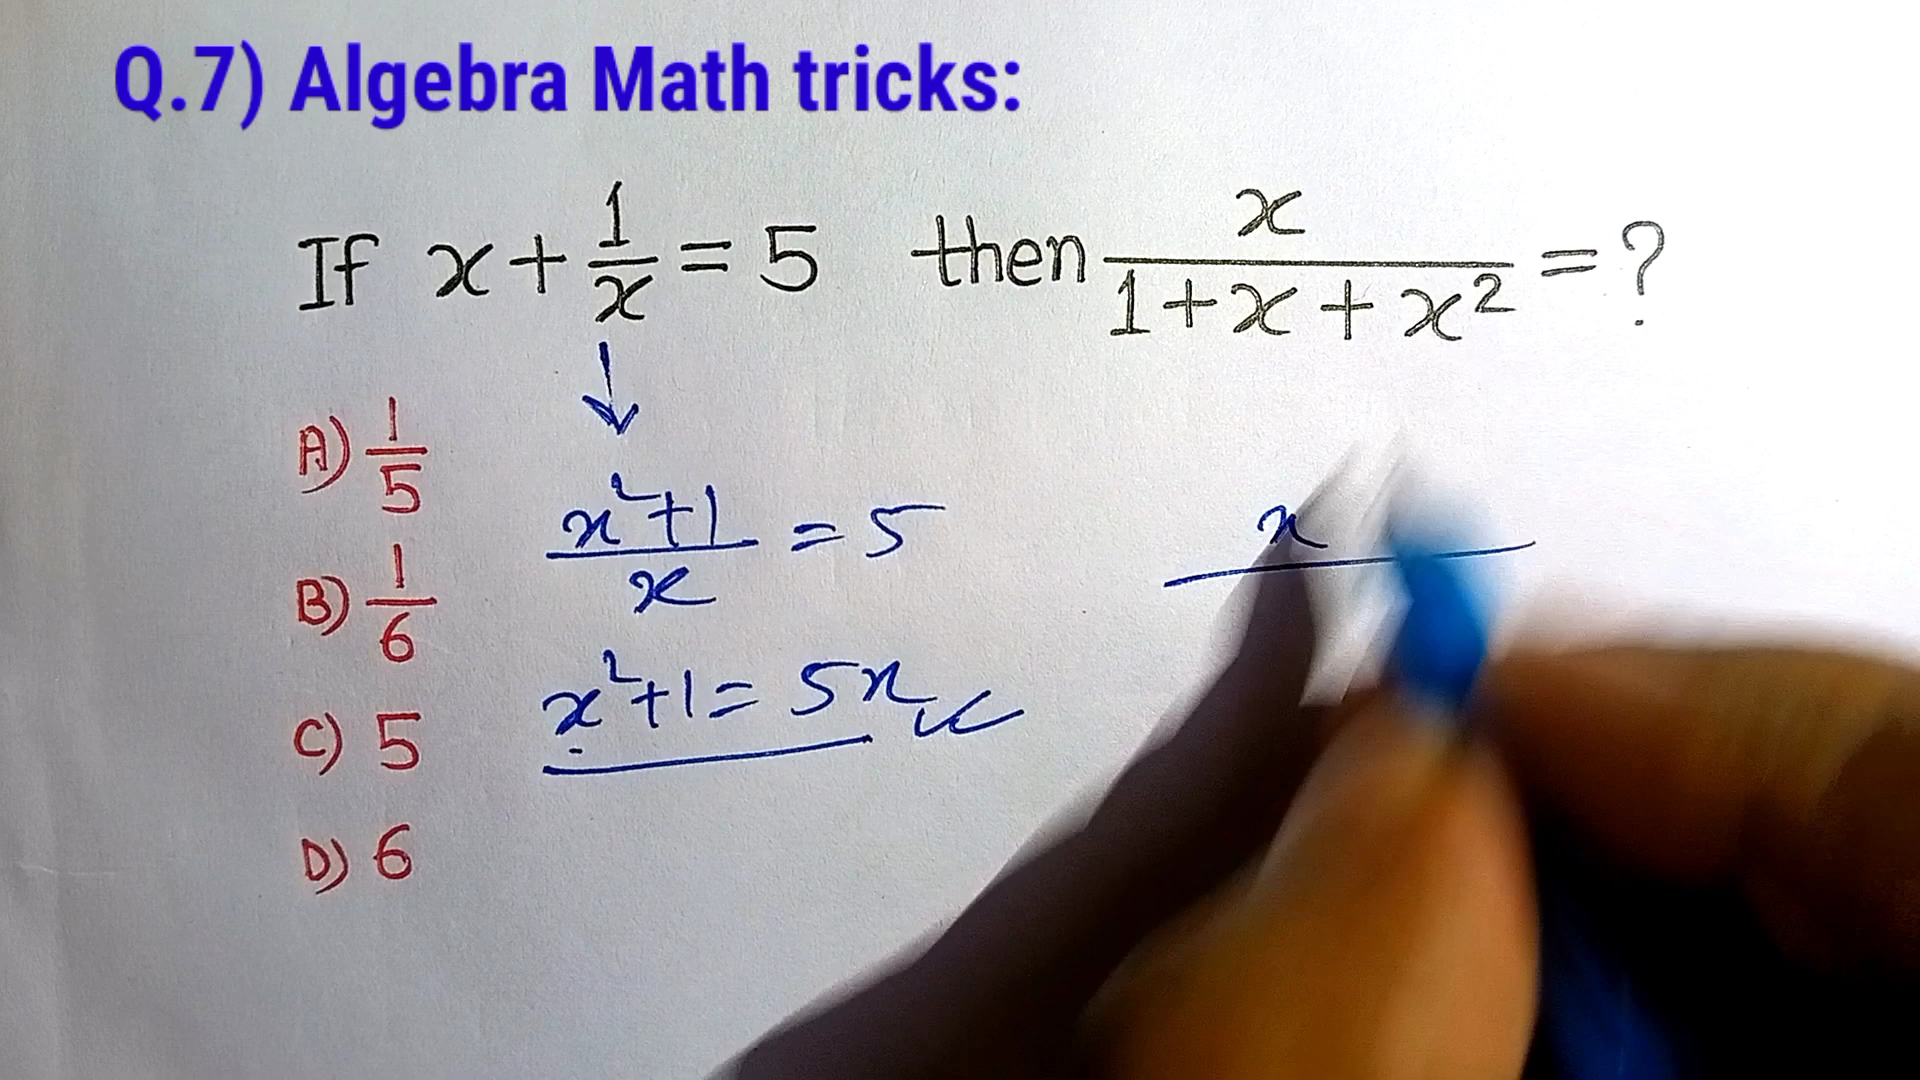 Q.7) Algebra Math tricks:
If x + 1/x = 5 then x/(1+x+x²) = ?
A) 1/5
B) 1/6
C) 5
D) 6
↓
x²+1/x = 5
x²+1 = 5x
x